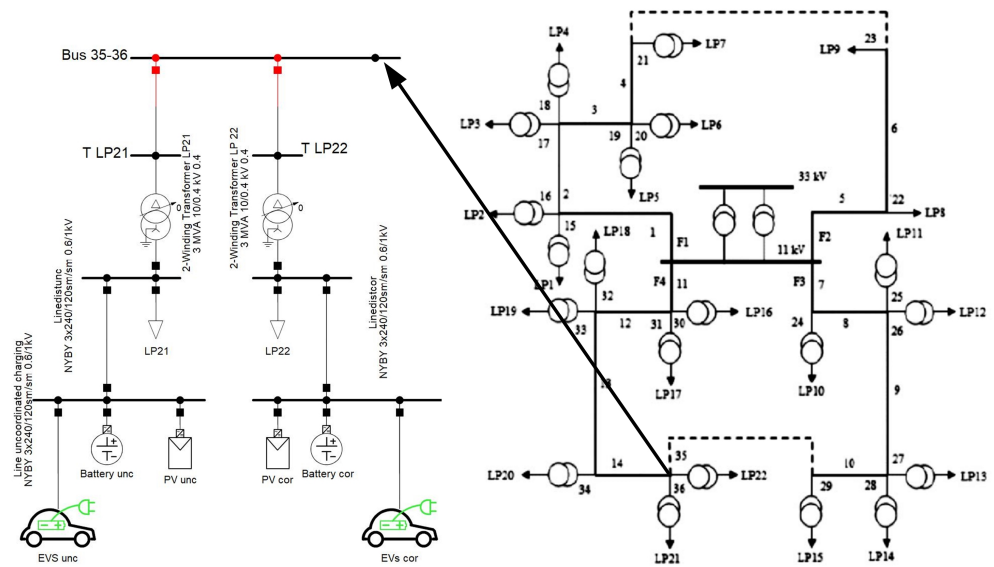 Bus 35-36
T LP21
2-Winding Transformer LP21
3 MVA 10/0.4 kV 0.4
0
2-Winding Transformer LP 22
3 MVA 10/0.4 kV 0.4
T LP22
0
Linedistunc
NYBY 3x240/120sm/sm 0.6/1kV
LP21
LP22
Linedistcor
NYBY 3x240/120sm/sm 0.6/1kV
Line uncoordinated charging
NYBY 3x240/120sm/sm 0.6/1kV
Battery unc
PV unc
PV cor
Battery cor
EVS unc
EVs cor
LP4
LP7
21
23
LP9
4
18
3
LP3
17
19
20
LP6
6
LP5
33 kV
16
2
LP2
15
LP18
1
F1
5
22
LP8
F2
LP11
11 kV
LP1
F4
11
F3
7
32
25
LP19
33
12
31
30
LP16
24
8
26
LP12
13
LP17
LP10
9
35
LP20
34
14
36
LP22
10
29
27
28
LP13
LP21
LP15
LP14